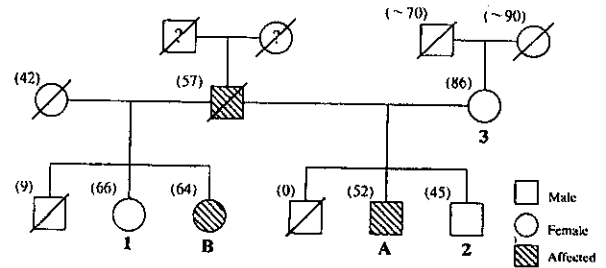 (~70) (~90)
? ?
(42) (57) (86)
3
(9) (66) (64) (0) (52) (45)
1 B A 2
Male
Female
Affected